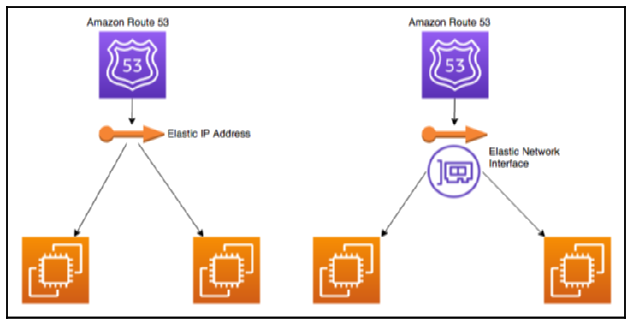 Amazon Route 53
53
Elastic IP Address
Amazon Route 53
53
Elastic Network
Interface